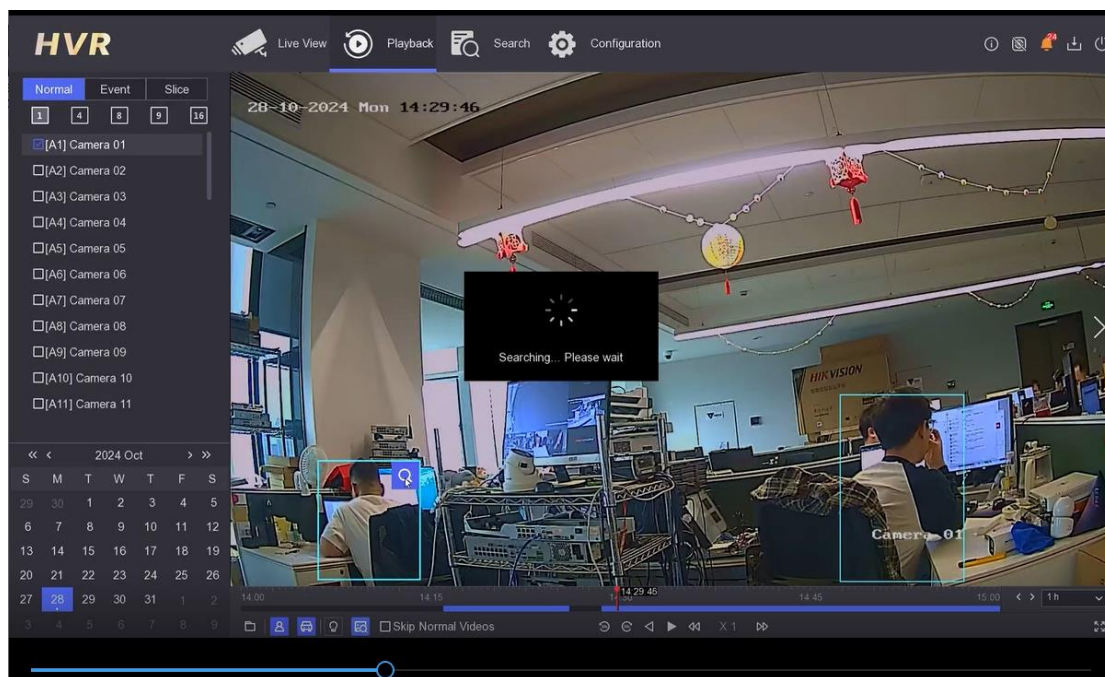 HVR
Live View
Playback
Search
Configuration
24
Normal Event Slice
1 4 8 9 16
[A1] Camera 01
[A2] Camera 02
[A3] Camera 03
[A4] Camera 04
[A5] Camera 05
[A6] Camera 06
[A7] Camera 07
[A8] Camera 08
[A9] Camera 09
[A10] Camera 10
[A11] Camera 11
28-10-2024 Mon 14:29:46
Searching... Please wait
HIKVISION
Camera 01
« < 2024 Oct > »
S M T W T F S
29 30 1 2 3 4 5
6 7 8 9 10 11 12
13 14 15 16 17 18 19
20 21 22 23 24 25 26
27 28 29 30 31 1 2
3 4 5 6 7 8 9
14:00 14:15 14:30 14:45 15:00
14:29:46
< > 1 h
Skip Normal Videos
X 1